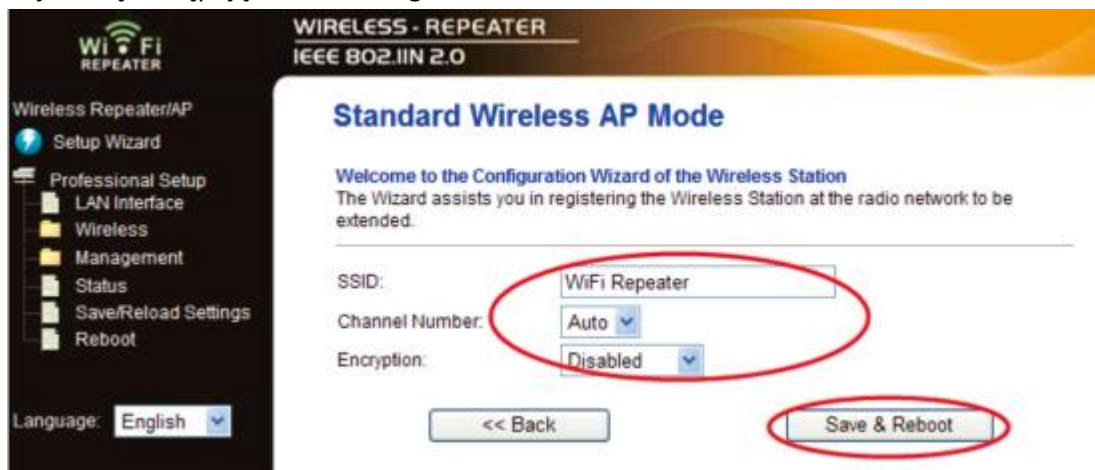 WiFi
REPEATER
WIRELESS - REPEATER
IEEE 802.11N 2.0
Wireless Repeater/AP
Setup Wizard
Professional Setup
LAN Interface
Wireless
Management
Status
Save/Reload Settings
Reboot
Language: English
Standard Wireless AP Mode
Welcome to the Configuration Wizard of the Wireless Station
The Wizard assists you in registering the Wireless Station at the radio network to be
extended.
SSID: WiFi Repeater
Channel Number: Auto
Encryption: Disabled
<< Back
Save & Reboot